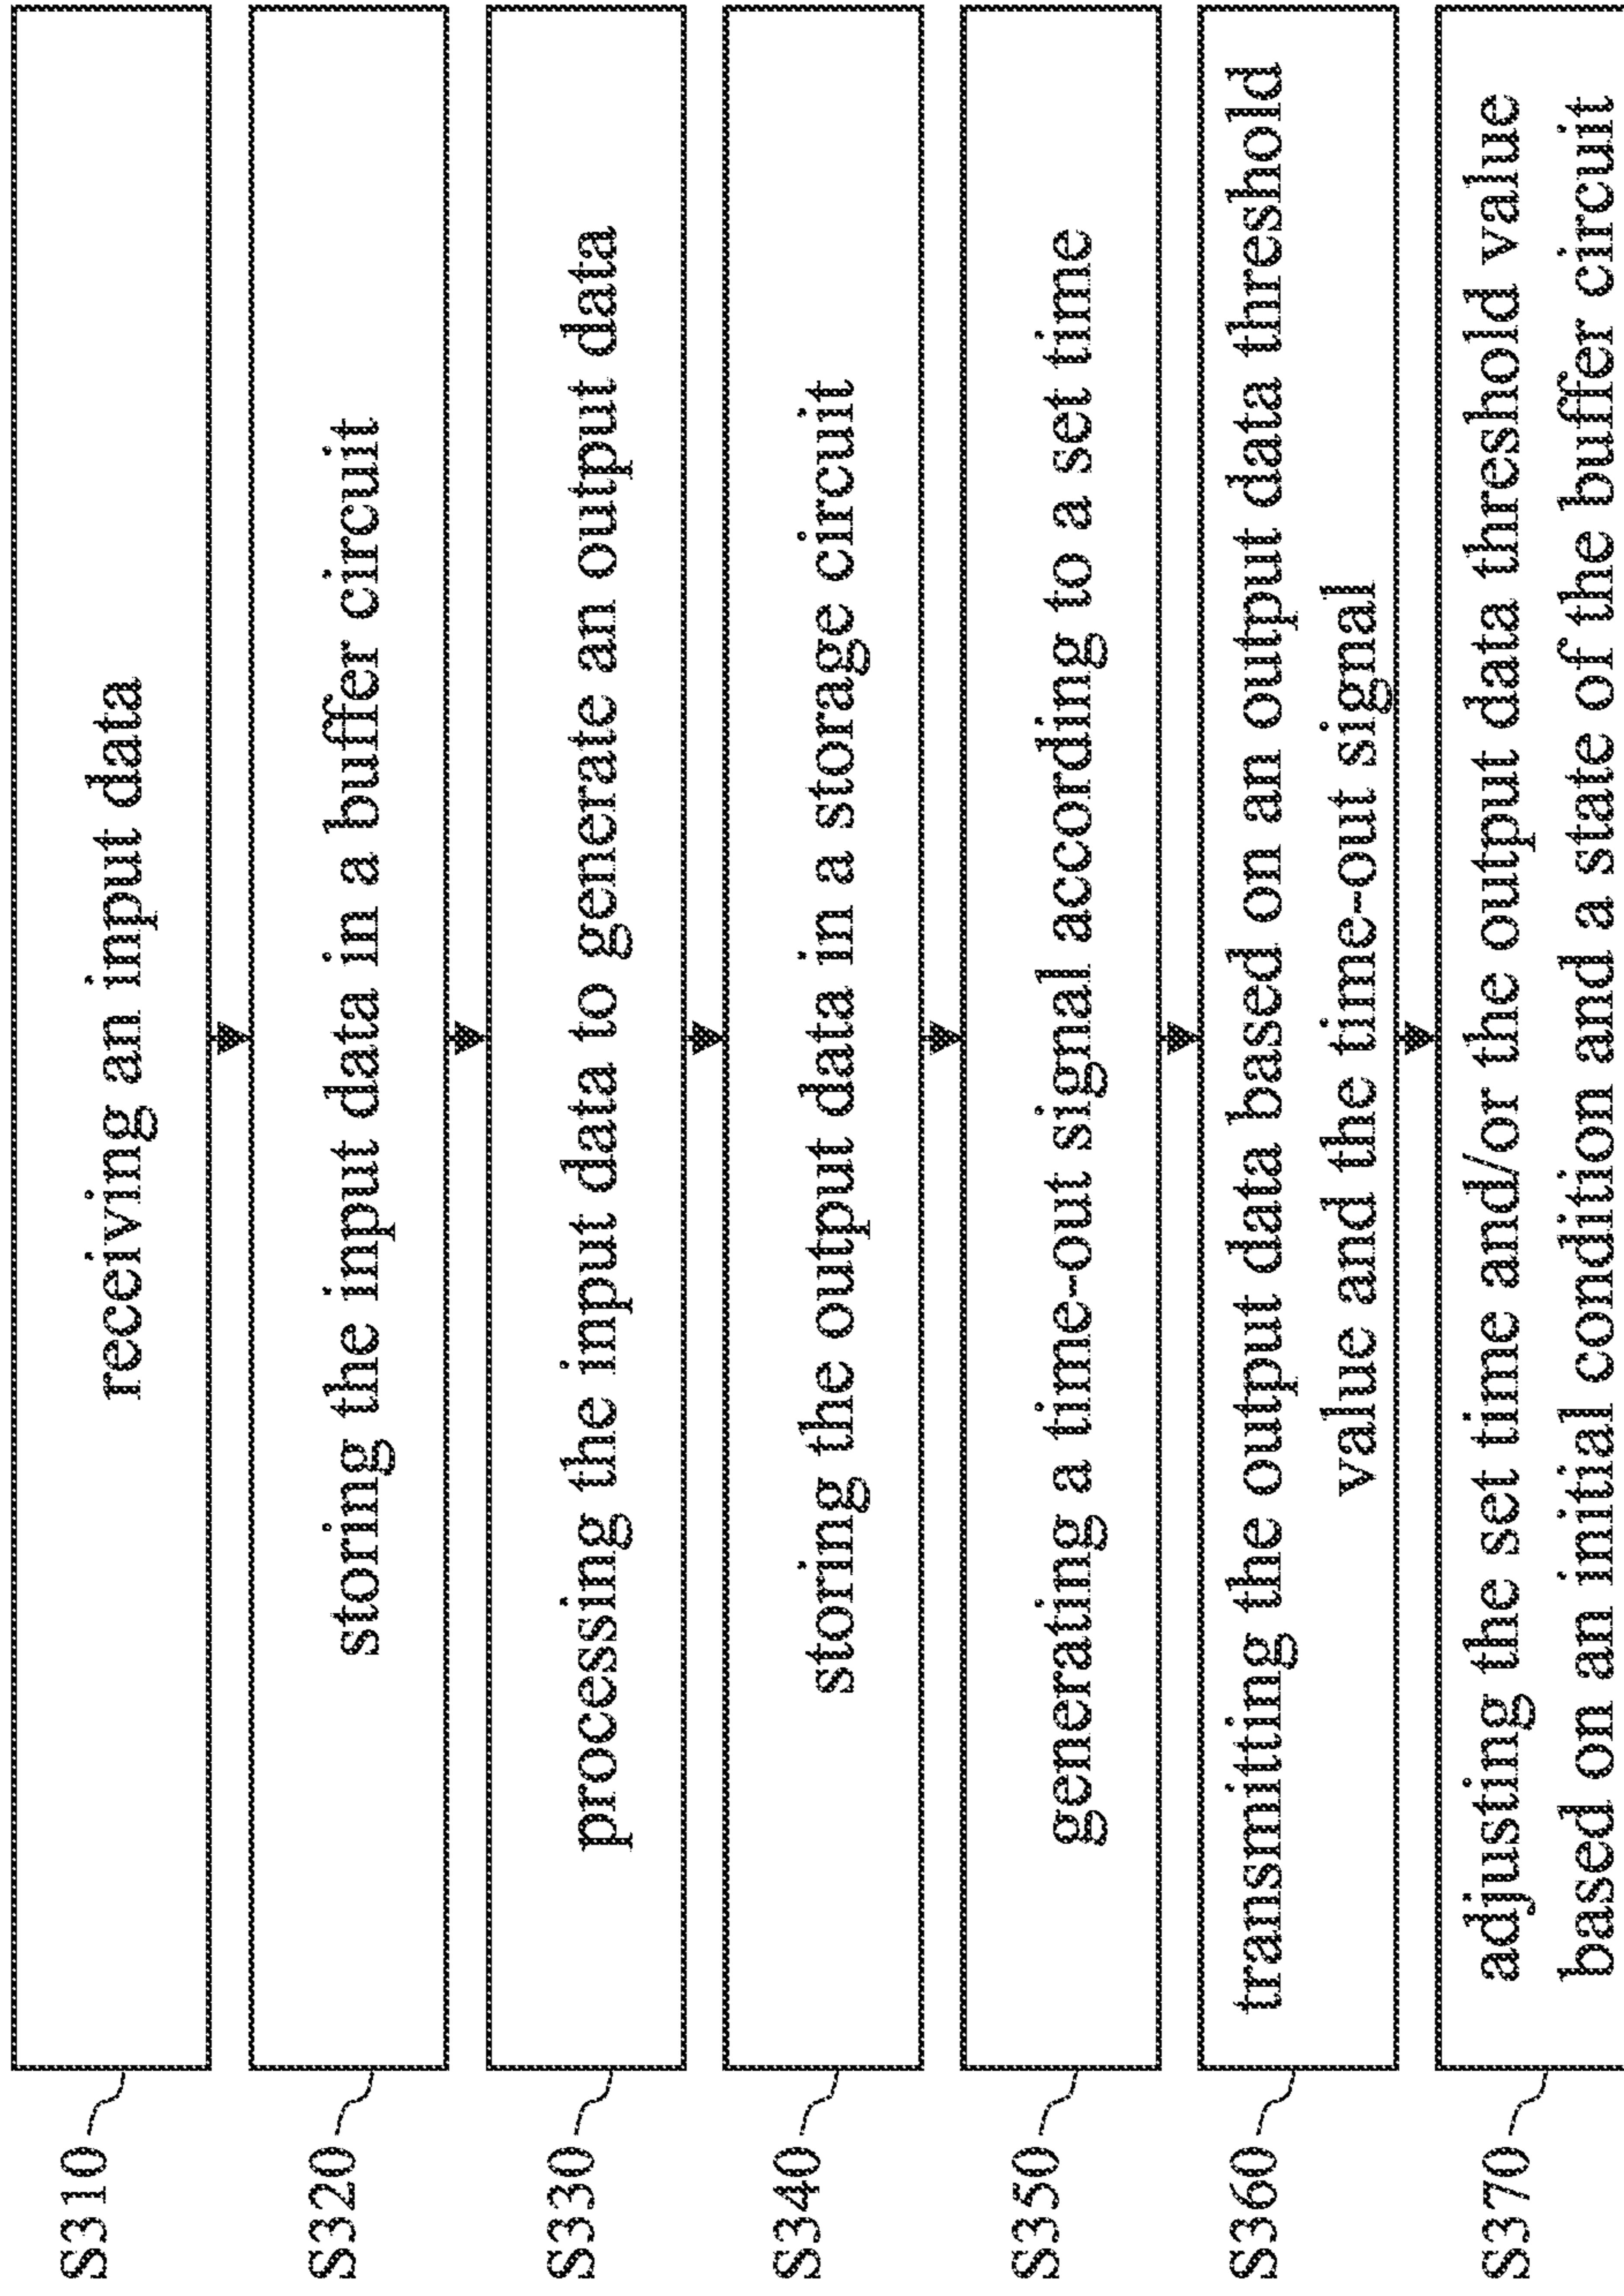 S310
receiving an input data
S320
storing the input data in a buffer circuit
S330
processing the input data to generate an output data
S340
storing the output data in a storage circuit
S350
generating a time-out signal according to a set time
S360
transmitting the output data based on an output data threshold
value and the time-out signal
S370
adjusting the set time and/or the output data threshold value
based on an initial condition and a state of the buffer circuit